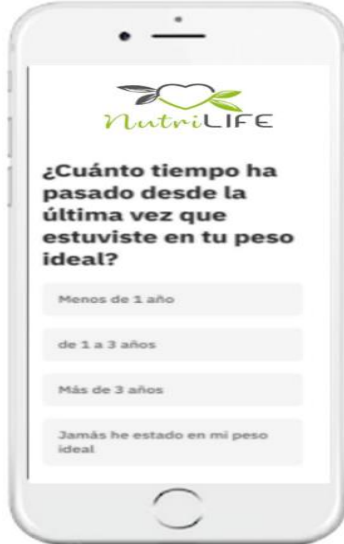 NutriLIFE
¿Cuánto tiempo ha
pasado desde la
última vez que
estuviste en tu peso
ideal?
Menos de 1 año
de 1 a 3 años
Más de 3 años
Jamás he estado en mi peso
ideal